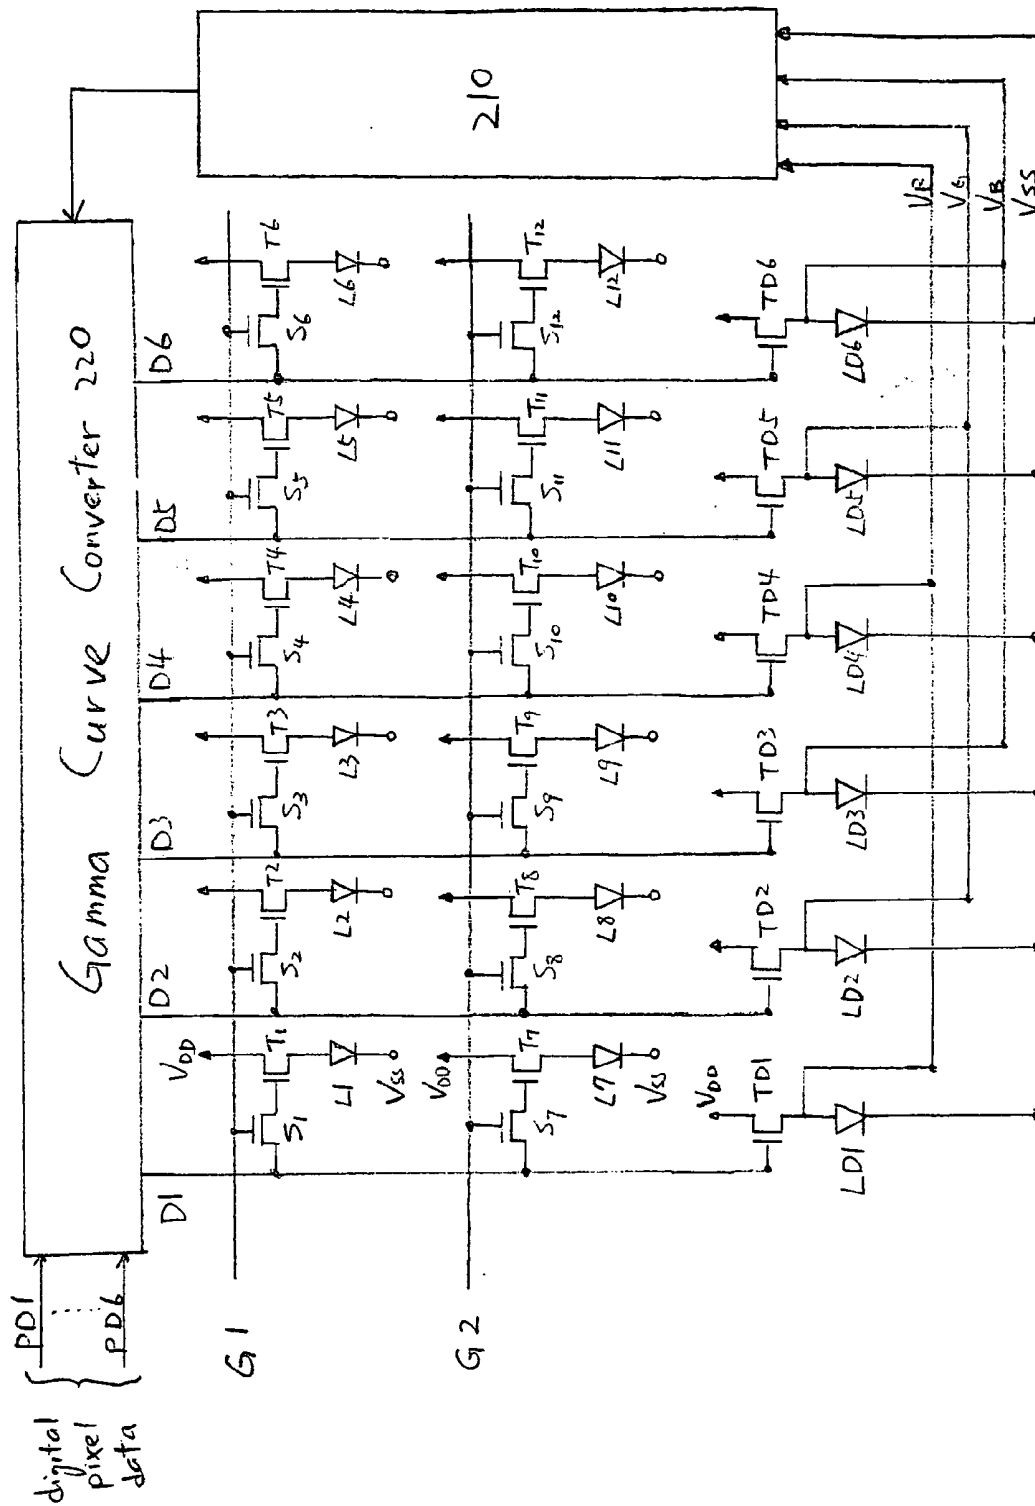 digital
pixel
data
PD1
PD6
Gamma Curve Converter 220
210
D1
D2
D3
D4
D5
D6
G1
VDD
S1
T1
L1
VSS
S2
T2
L2
S3
T3
L3
S4
T4
L4
S5
T5
L5
S6
T6
L6
G2
VDD
S7
T7
L7
VSS
S8
T8
L8
S9
T9
L9
S10
T10
L10
S11
T11
L11
S12
T12
L12
VDD
TD1
LD1
TD2
LD2
TD3
LD3
TD4
LD4
TD5
LD5
TD6
LD6
VR
VG
VB
VSS